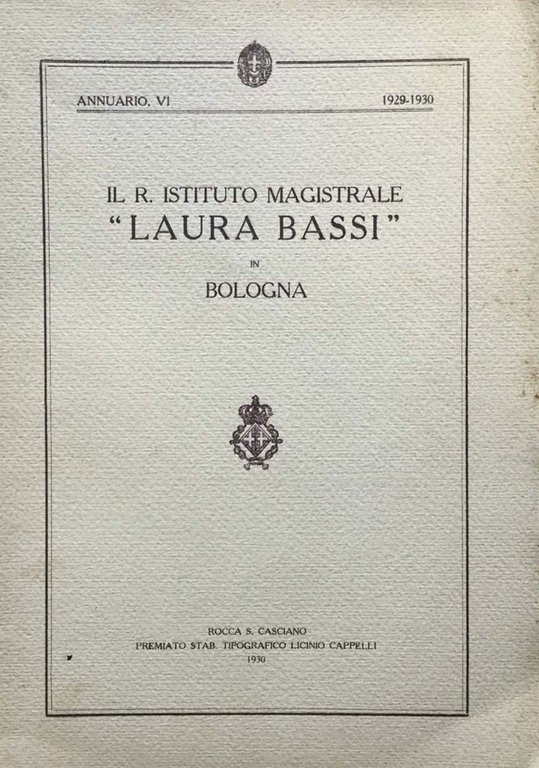 ANNUARIO, VI 1929-1930
IL R. ISTITUTO MAGISTRALE
“LAURA BASSI”
IN
BOLOGNA
ROCCA S. CASCIANO
PREMIATO STAB. TIPOGRAFICO LICINIO CAPPELLI
1930